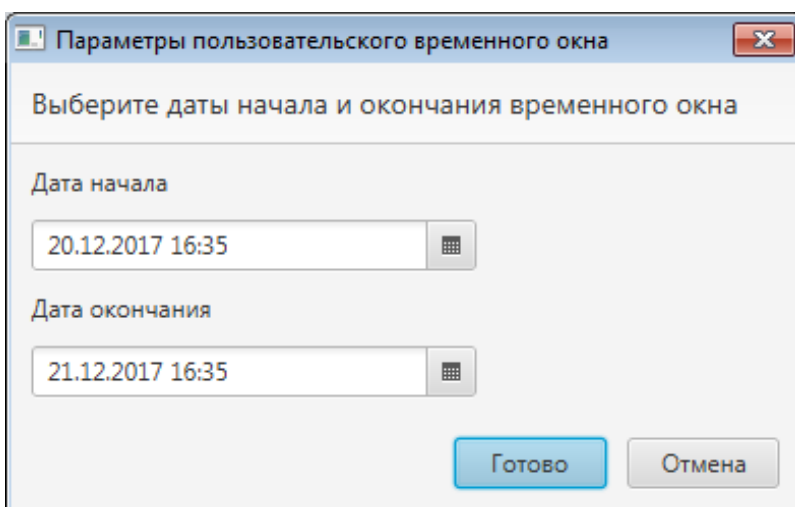 Параметры пользовательского временного окна
Выберите даты начала и окончания временного окна
Дата начала
20.12.2017 16:35
Дата окончания
21.12.2017 16:35
Готово Отмена